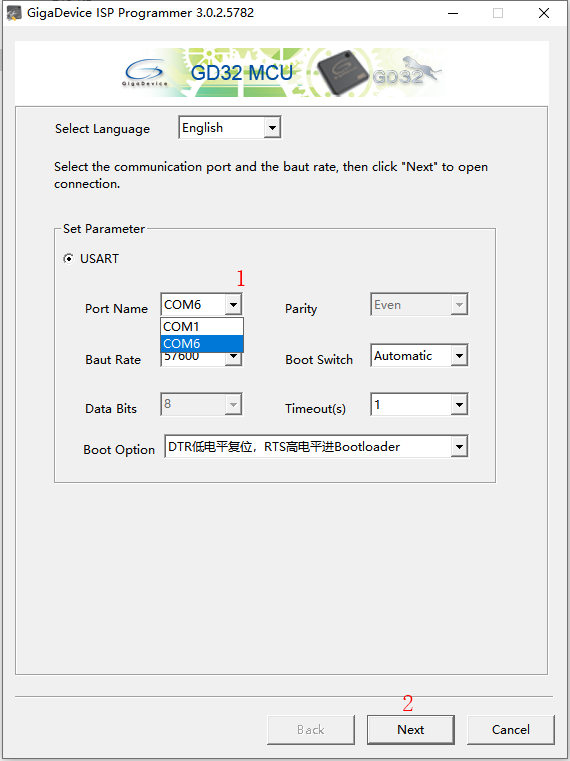 GigaDevice ISP Programmer 3.0.2.5782
GigaDevice
GD32 MCU
GD32
Select Language
English
Select the communication port and the baut rate, then click "Next" to open
connection.
Set Parameter
USART
1
Port Name
COM6
Parity
Even
COM1
COM6
Baut Rate
57600
Boot Switch
Automatic
Data Bits
8
Timeout(s)
1
Boot Option
DTR低电平复位，RTS高电平进Bootloader
2
Back
Next
Cancel